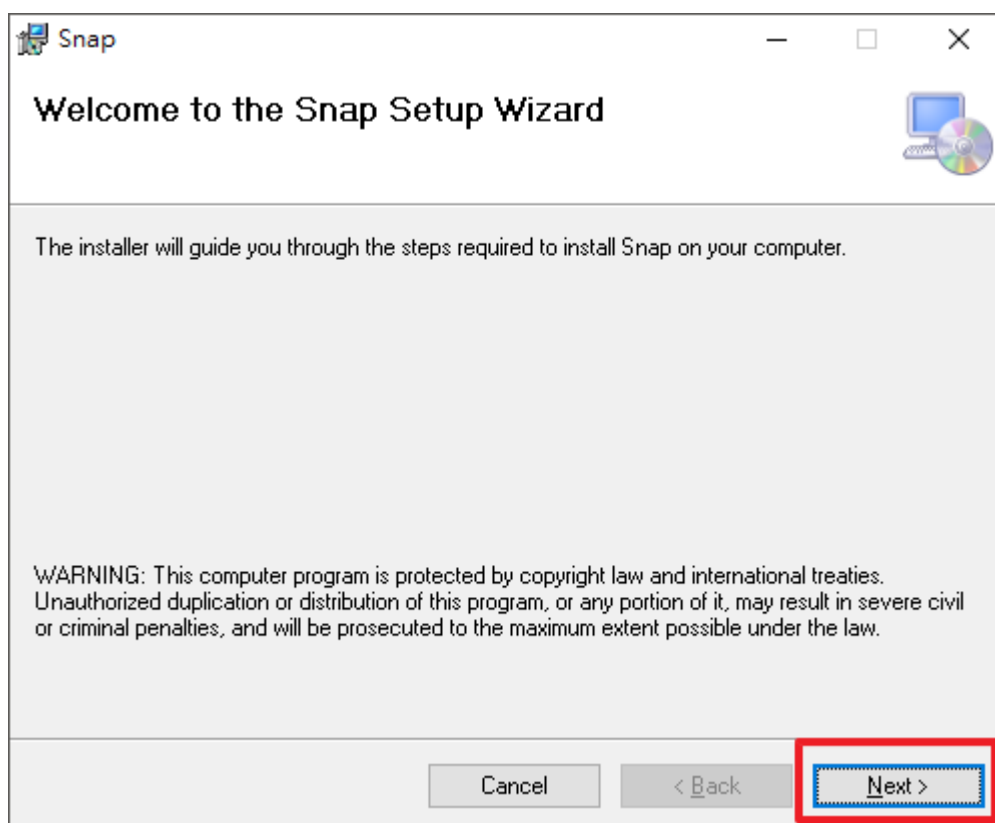 Snap
Welcome to the Snap Setup Wizard
The installer will guide you through the steps required to install Snap on your computer.
WARNING: This computer program is protected by copyright law and international treaties.
Unauthorized duplication or distribution of this program, or any portion of it, may result in severe civil
or criminal penalties, and will be prosecuted to the maximum extent possible under the law.
Cancel < Back Next >